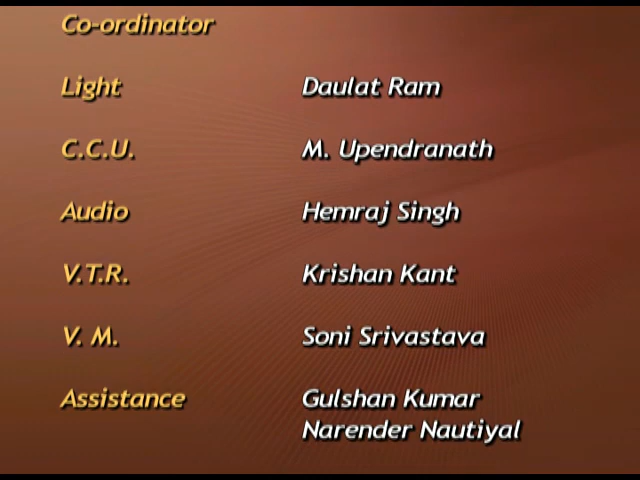 Co-ordinator
Light Daulat Ram
C.C.U. M. Upendranath
Audio Hemraj Singh
V.T.R. Krishan Kant
V. M. Soni Srivastava
Assistance Gulshan Kumar
Narender Nautiyal